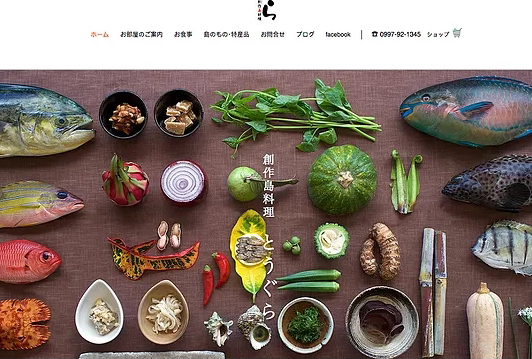 ら
ホーム
お部屋のご案内
お食事
島のもの・特産品
お問合せ
ブログ
facebook
☎ 0997-92-1345
ショップ
創作島料理
とうぐら